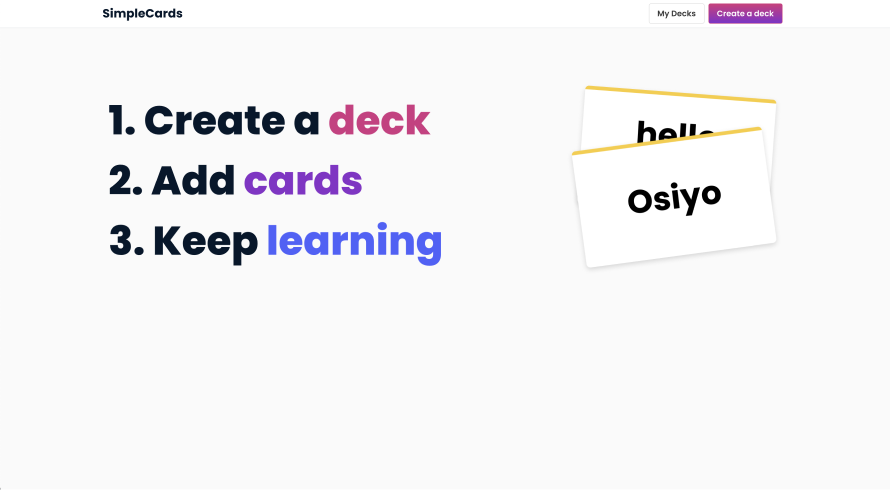 SimpleCards
My Decks
Create a deck
1. Create a deck
2. Add cards
3. Keep learning
hello
Osiyo